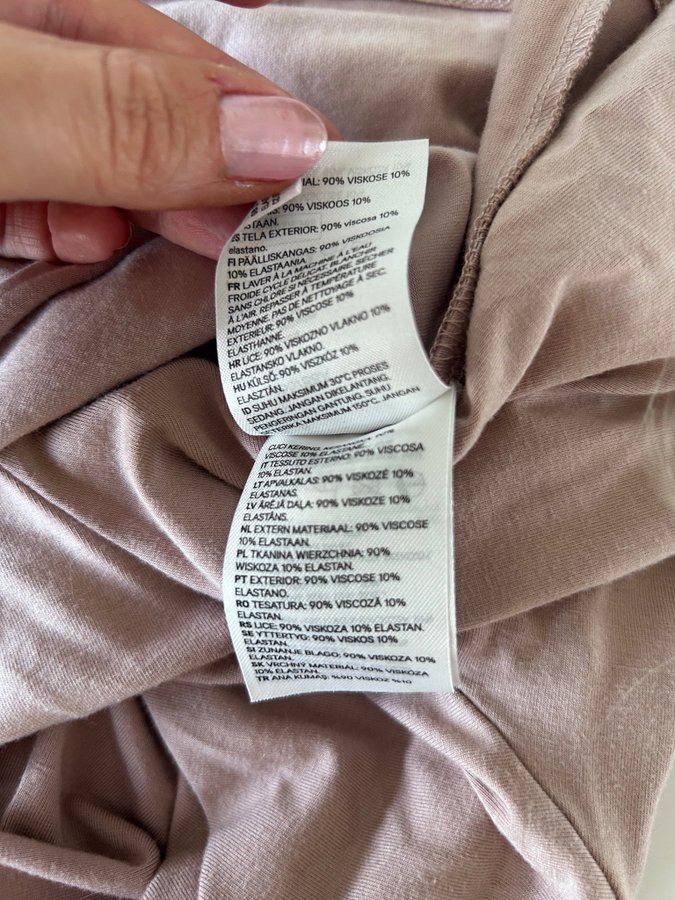 IAL: 90% VISKOSE 10%
90% VISKOOS 10%
TAAN.
ES TELA EXTERIOR: 90% viscosa 10%
elastano.
FI PÄÄLLISKANGAS: 90% VISKOOSIA
10% ELASTAANIA.
FR LAVER À LA MACHINE À L'EAU
FROIDE CYCLE DÉLICAT. BLANCHIR
SANS CHLORE SI NÉCESSAIRE. SÉCHER
À L'AIR. REPASSER À TEMPÉRATURE
MOYENNE. PAS DE NETTOYAGE À SEC.
EXTERIEUR: 90% VISCOSE 10%
ELASTHANNE.
HR LICE: 90% VISKOZNO VLAKNO 10%
ELASTANSKO VLAKNO.
HU KÜLSŐ: 90% VISZKÓZ 10%
ELASZTÁN.
ID SUHU MAKSIMUM 30°C PROSES
SEDANG. JANGAN DIKELANTANG.
PENGERINGAN GANTUNG. SUHU
SETERIKA MAKSIMUM 150°C. JANGAN
CUCI KERING.
VISCOSE 10% ELASTANE.
IT TESSUTO ESTERNO: 90% VISCOSA
10% ELASTAN.
LT APVALKALAS: 90% VISKOZĖ 10%
ELASTANAS.
LV ĀRĒJĀ DAĻA: 90% VISKOZE 10%
ELASTĀNS.
NL EXTERN MATERIAAL: 90% VISCOSE
10% ELASTAAN.
PL TKANINA WIERZCHNIA: 90%
WISKOZA 10% ELASTAN.
PT EXTERIOR: 90% VISCOSE 10%
ELASTANO.
RO TESATURA: 90% VISCOZĂ 10%
ELASTAN.
RS LICE: 90% VISKOZA 10% ELASTAN.
SE YTTERTYG: 90% VISKOS 10%
ELASTAN.
SI ZUNANJE BLAGO: 90% VISKOZA 10%
ELASTAN.
SK VRCHNÝ MATERIÁL: 90% VISKÓZA
10% ELASTAN.
TR ANA KUMAŞ: %90 VİSKOZ %10